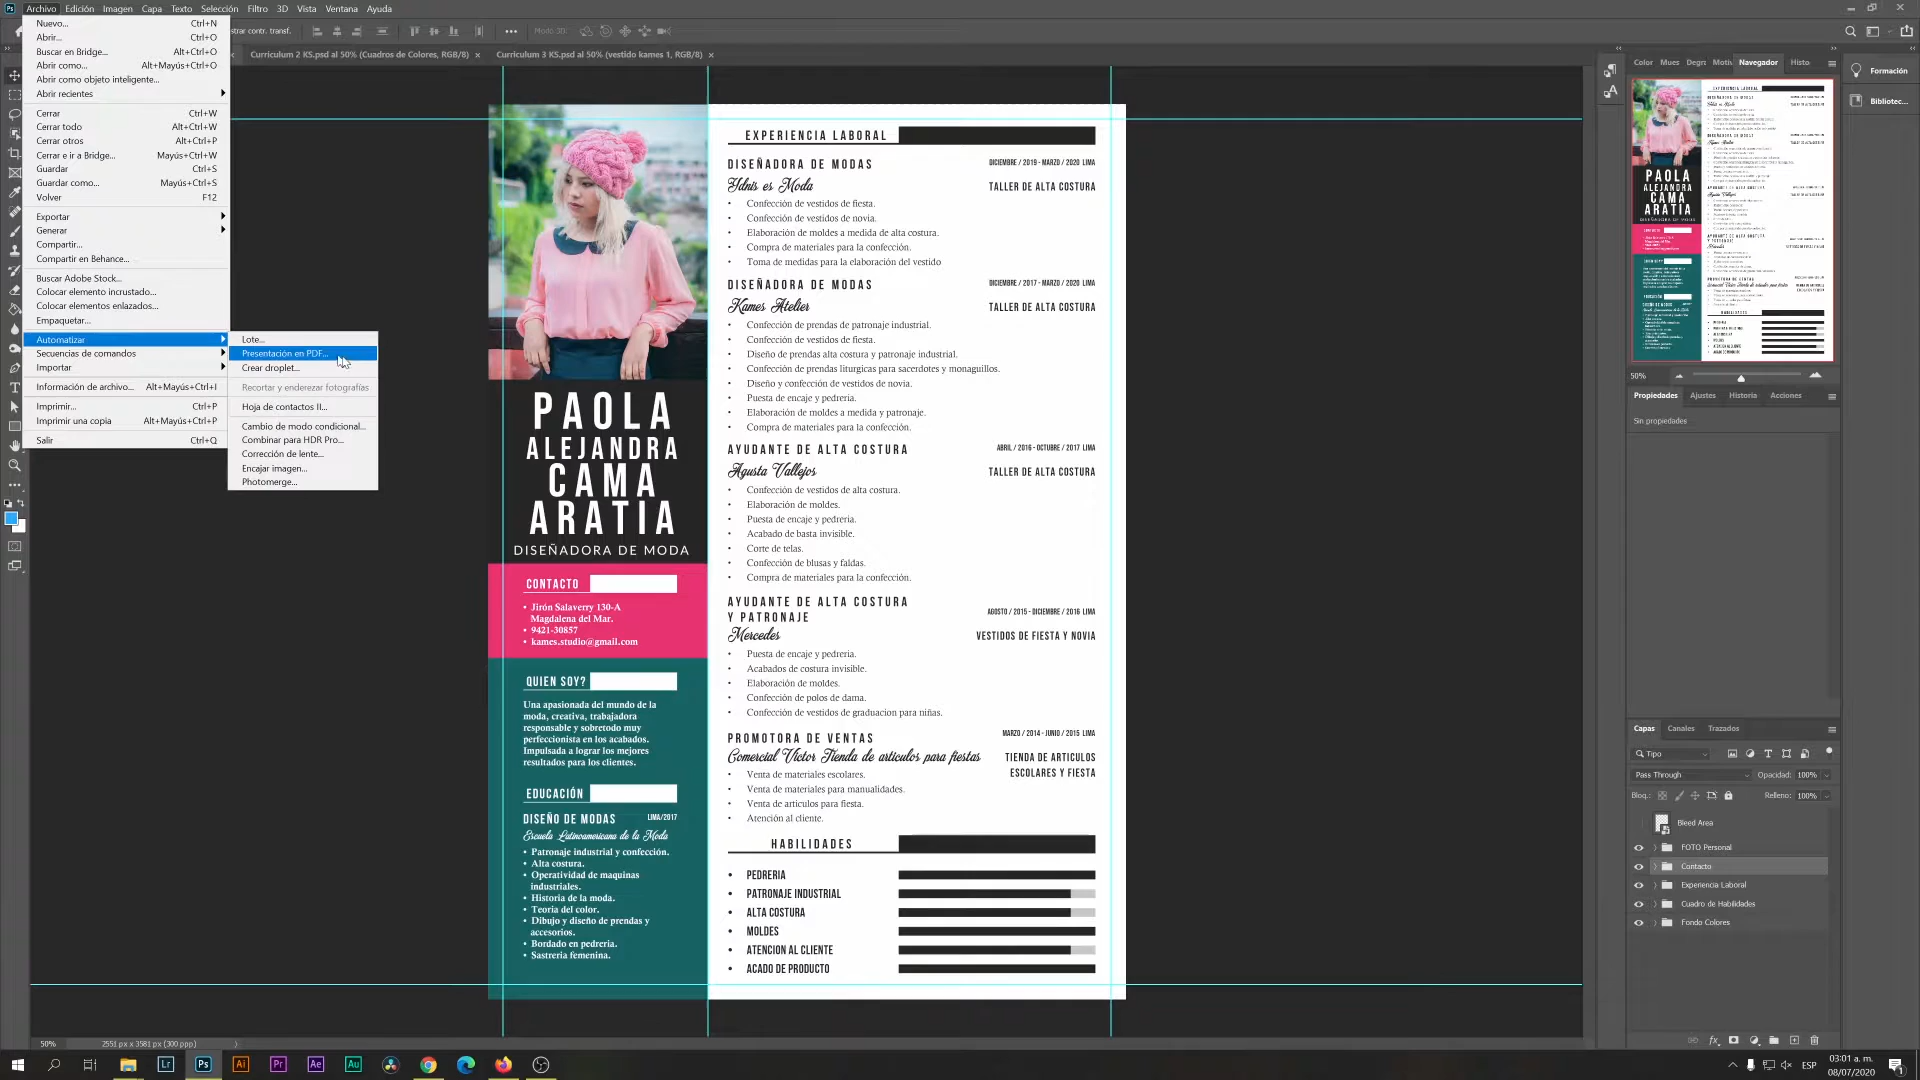 Archivo Edición Imagen Capa Texto Selección Filtro 3D Vista Ventana Ayuda
strar contr. transf. Modo 3D:
Curriculum 2 KS.psd al 50% (Cuadros de Colores, RGB/8) × Curriculum 3 KS.psd al 50% (vestido kames 1, RGB/8) ×
Nuevo... Ctrl+N
Abrir... Ctrl+O
Buscar en Bridge... Alt+Ctrl+O
Abrir como... Alt+Mayús+Ctrl+O
Abrir como objeto inteligente...
Abrir recientes
Cerrar Ctrl+W
Cerrar todo Alt+Ctrl+W
Cerrar otros Alt+Ctrl+P
Cerrar e ir a Bridge... Mayús+Ctrl+W
Guardar Ctrl+S
Guardar como... Mayús+Ctrl+S
Volver F12
Exportar
Generar
Compartir...
Compartir en Behance...
Buscar Adobe Stock...
Colocar elemento incrustado...
Colocar elementos enlazados...
Empaquetar...
Automatizar
Secuencias de comandos
Importar
Información de archivo... Alt+Mayús+Ctrl+I
Imprimir... Ctrl+P
Imprimir una copia Alt+Mayús+Ctrl+P
Salir Ctrl+Q
Lote...
Presentación en PDF...
Crear droplet...
Recortar y enderezar fotografías
Hoja de contactos II...
Cambio de modo condicional...
Combinar para HDR Pro...
Corrección de lente...
Encajar imagen...
Photomerge...
PAOLA
ALEJANDRA
CAMA
ARATIA
DISEÑADORA DE MODA
CONTACTO
• Jirón Salaverry 130-A
Magdalena del Mar.
• 9421-30857
• kames.studio@gmail.com
QUIEN SOY?
Una apasionada del mundo de la
moda, creativa, trabajadora
responsable y sobretodo muy
perfeccionista en los acabados.
Impulsada a lograr los mejores
resultados para los clientes.
EDUCACIÓN
DISEÑO DE MODAS LIMA/2017
Escuela Latinoamericana de la Moda
• Patronaje industrial y confección.
• Alta costura.
• Operatividad de maquinas
industriales.
• Historia de la moda.
• Teoria del color.
• Dibujo y diseño de prendas y
accesorios.
• Bordado en pedreria.
• Sastreria femenina.
EXPERIENCIA LABORAL
DISEÑADORA DE MODAS DICIEMBRE / 2019 - MARZO / 2020 LIMA
Ydnis es Moda TALLER DE ALTA COSTURA
• Confección de vestidos de fiesta.
• Confección de vestidos de novia.
• Elaboración de moldes a medida de alta costura.
• Compra de materiales para la confección.
• Toma de medidas para la elaboración del vestido
DISEÑADORA DE MODAS DICIEMBRE / 2017 - MARZO / 2020 LIMA
Kames Atelier TALLER DE ALTA COSTURA
• Confección de prendas de patronaje industrial.
• Confección de vestidos de fiesta.
• Diseño de prendas alta costura y patronaje industrial.
• Confección de prendas liturgicas para sacerdotes y monaguillos.
• Diseño y confección de vestidos de novia.
• Puesta de encaje y pedreria.
• Elaboración de moldes a medida y patronaje.
• Compra de materiales para la confección.
AYUDANTE DE ALTA COSTURA ABRIL / 2016 - OCTUBRE / 2017 LIMA
Agusta Vallejos TALLER DE ALTA COSTURA
• Confección de vestidos de alta costura.
• Elaboración de moldes.
• Puesta de encaje y pedreria.
• Acabado de basta invisible.
• Corte de telas.
• Confección de blusas y faldas.
• Compra de materiales para la confección.
AYUDANTE DE ALTA COSTURA
Y PATRONAJE AGOSTO / 2015 - DICIEMBRE / 2016 LIMA
Mercedes VESTIDOS DE FIESTA Y NOVIA
• Puesta de encaje y pedreria.
• Acabados de costura invisible.
• Elaboración de moldes.
• Confección de polos de dama.
• Confección de vestidos de graduacion para niñas.
PROMOTORA DE VENTAS MARZO / 2014 - JUNIO / 2015 LIMA
Comercial Victor Tienda de articulos para fiestas TIENDA DE ARTICULOS
ESCOLARES Y FIESTA
• Venta de materiales escolares.
• Venta de materiales para manualidades.
• Venta de articulos para fiesta.
• Atención al cliente.
HABILIDADES
• PEDRERIA
• PATRONAJE INDUSTRIAL
• ALTA COSTURA
• MOLDES
• ATENCION AL CLIENTE
• ACADO DE PRODUCTO
Color Mues Degra Moti Navegador Histo
50%
Propiedades Ajustes Historia Acciones
Sin propiedades
Capas Canales Trazados
Tipo
Pass Through Opacidad: 100%
Bloq.: Relleno: 100%
Bleed Area
FOTO Personal
Contacto
Experiencia Laboral
Cuadro de Habilidades
Fondo Colores
Formación
Bibliotec...
50% 2551 px x 3581 px (300 ppp)
Lr Ps Ai Pr Ae Au
ESP 03:01 a. m.
08/07/2020